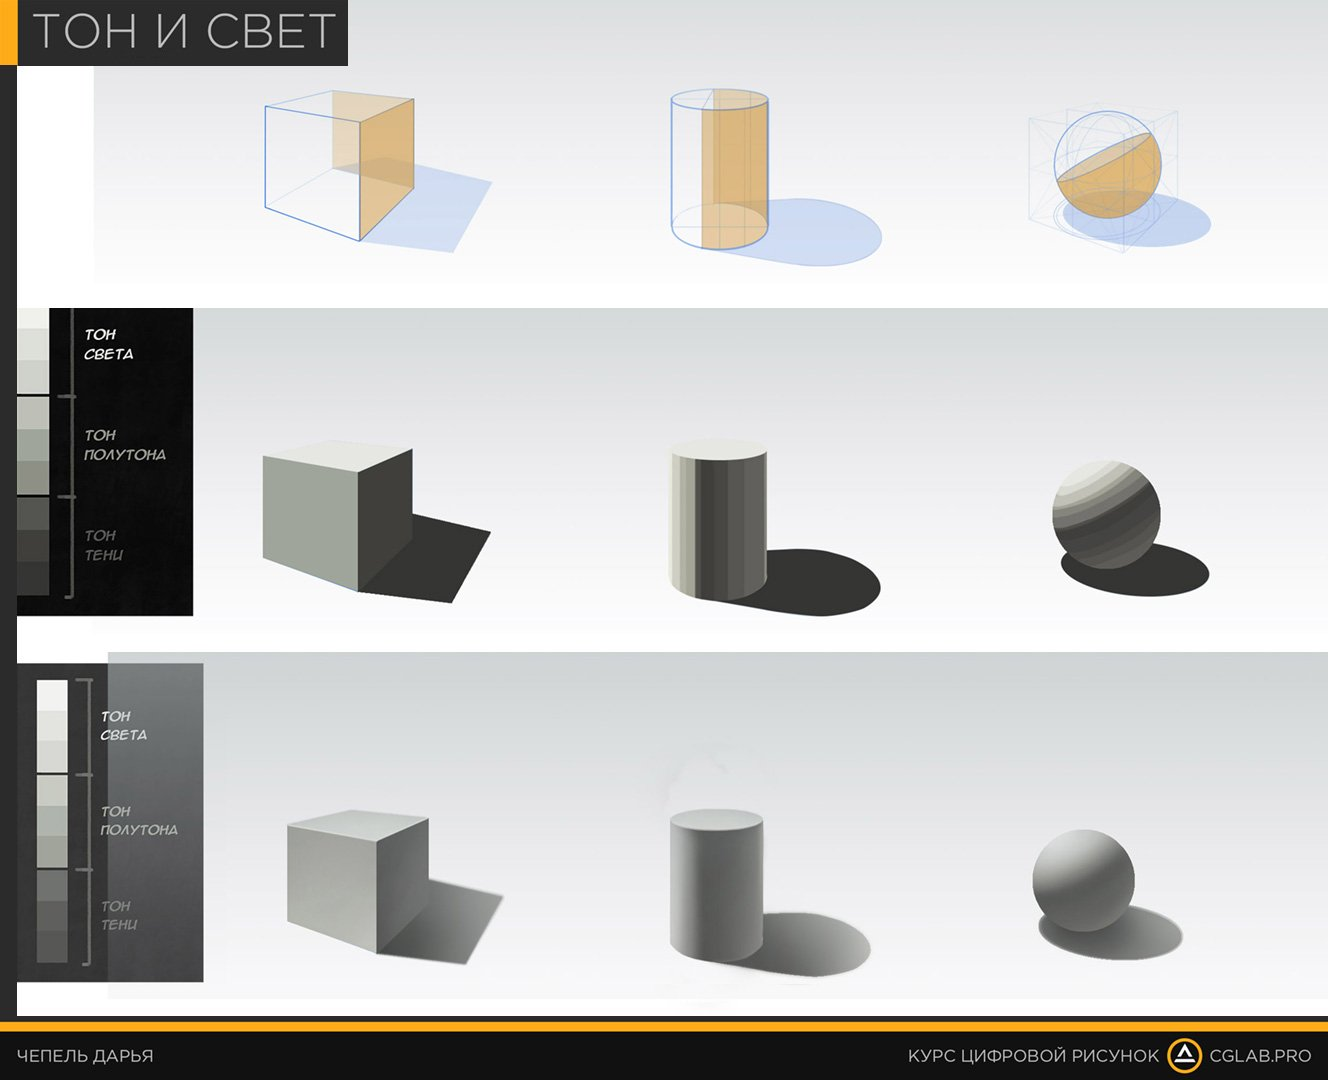 ТОН И СВЕТ
ТОН
СВЕТА
ТОН
ПОЛУТОНА
ТОН
ТЕНИ
ТОН
СВЕТА
ТОН
ПОЛУТОНА
ТОН
ТЕНИ
ЧЕПЕЛЬ ДАРЬЯ
КУРС ЦИФРОВОЙ РИСУНОК CGLAB.PRO